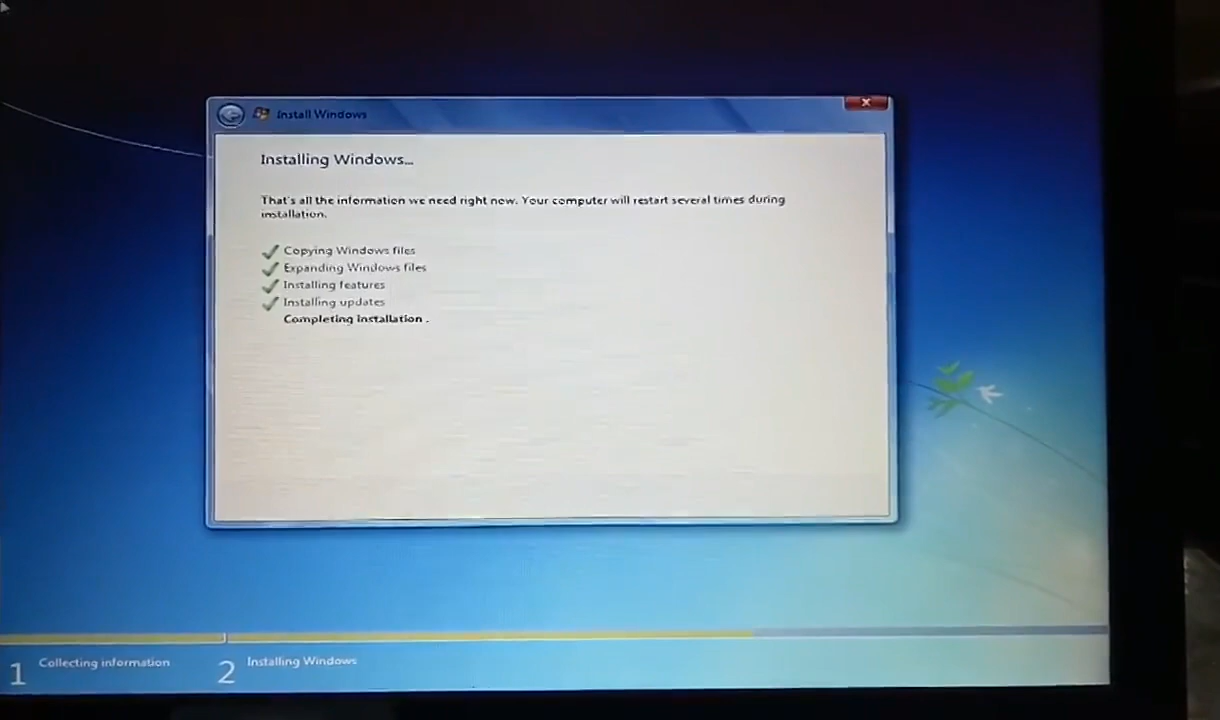 Install Windows
Installing Windows...
That's all the information we need right now. Your computer will restart several times during
installation.
Copying Windows files
Expanding Windows files
Installing features
Installing updates
Completing installation .
1 Collecting information
2 Installing Windows